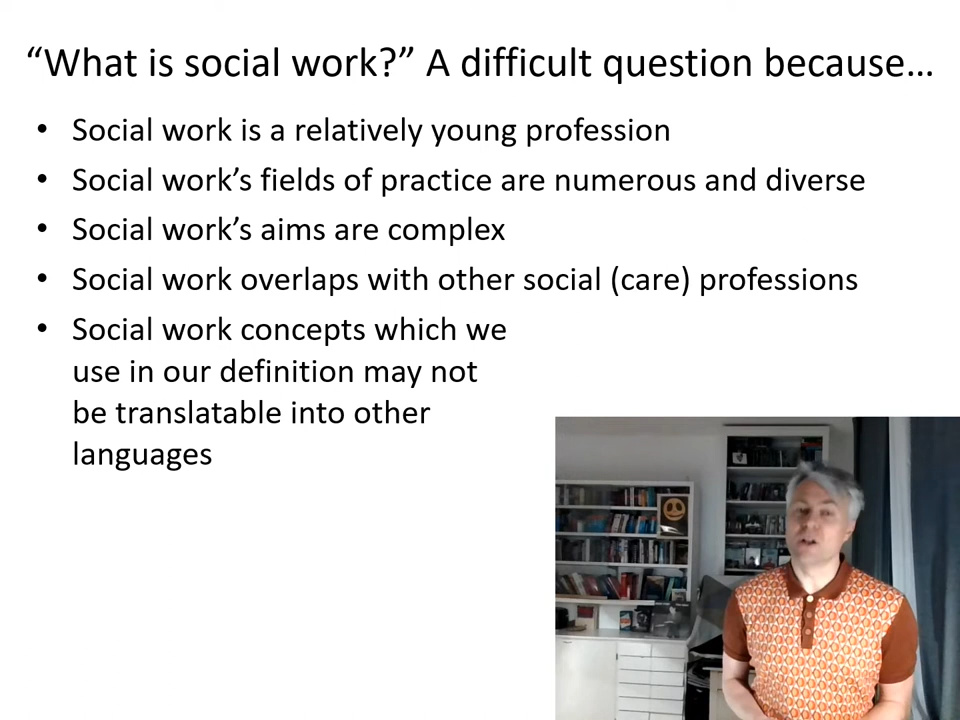 “What is social work?” A difficult question because…
• Social work is a relatively young profession
• Social work’s fields of practice are numerous and diverse
• Social work’s aims are complex
• Social work overlaps with other social (care) professions
• Social work concepts which we
use in our definition may not
be translatable into other
languages